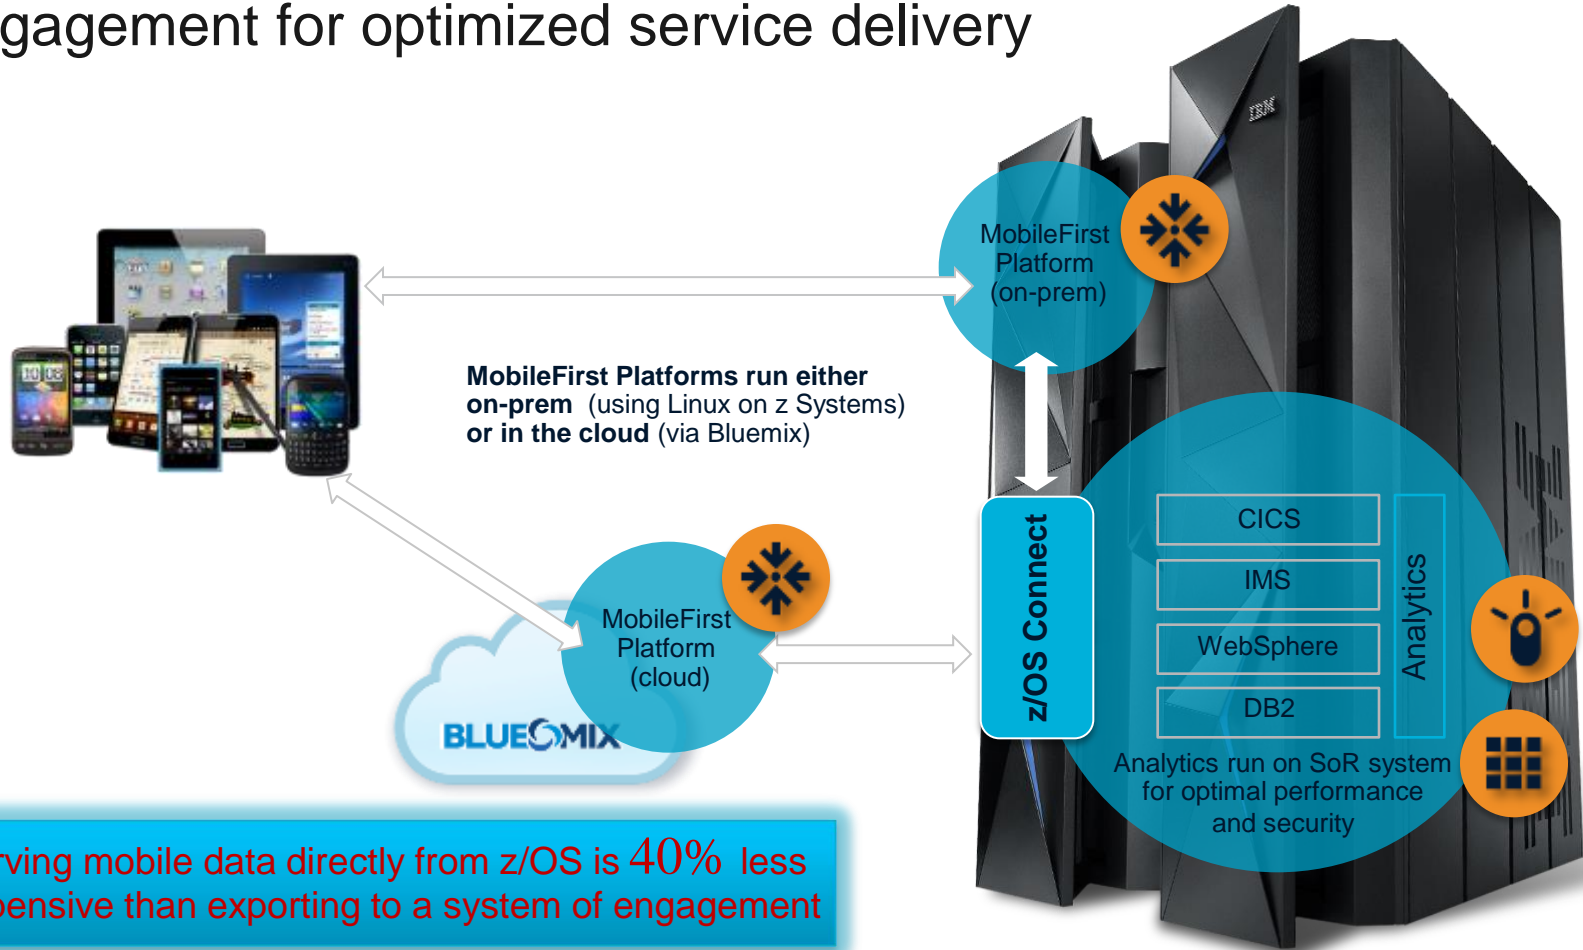 gagement for optimized service delivery
IBM
MobileFirst
Platform
(on-prem)
10 08
MobileFirst Platforms run either
on-prem (using Linux on z Systems)
or in the cloud (via Bluemix)
MobileFirst
Platform
(cloud)
BLUEMIX
z/OS Connect
CICS
IMS
WebSphere
DB2
Analytics
Analytics run on SoR system
for optimal performance
and security
rving mobile data directly from z/OS is 40% less
pensive than exporting to a system of engagement